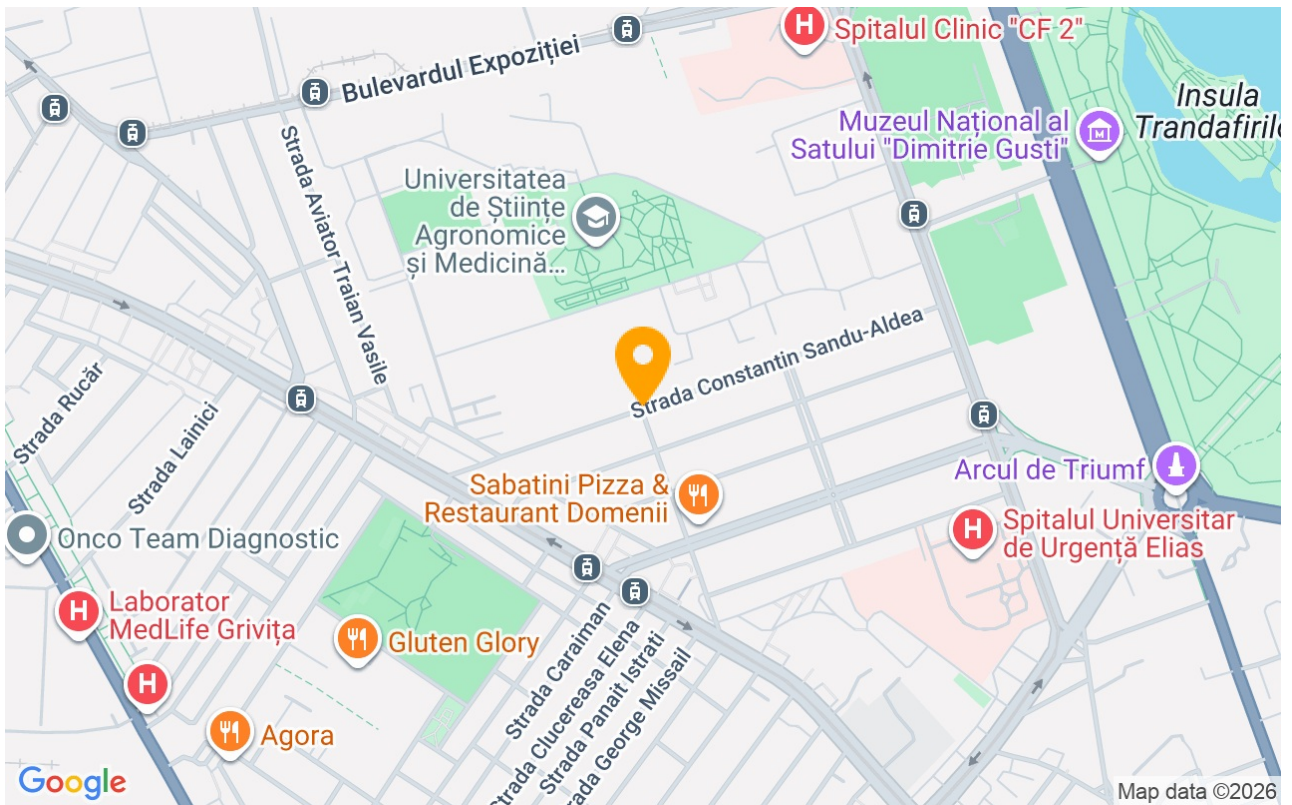 Spitalul Clinic "CF 2"
Bulevardul Expoziției
Insula
Trandafiril
Muzeul Național al
Satului "Dimitrie Gusti"
Strada Aviator Traian Vasile
Universitatea
de Științe
Agronomice
și Medicină...
Strada Constantin Sandu-Aldea
Strada Rucăr
Strada Lainici
Sabatini Pizza &
Restaurant Domenii
Arcul de Triumf
Spitalul Universitar
de Urgență Elias
Onco Team Diagnostic
Laborator
MedLife Grivița
Gluten Glory
Agora
Strada Caraiman
Strada Clucereasa Elena
Strada Panait Istrati
rada George Missail
Google
Map data ©2026